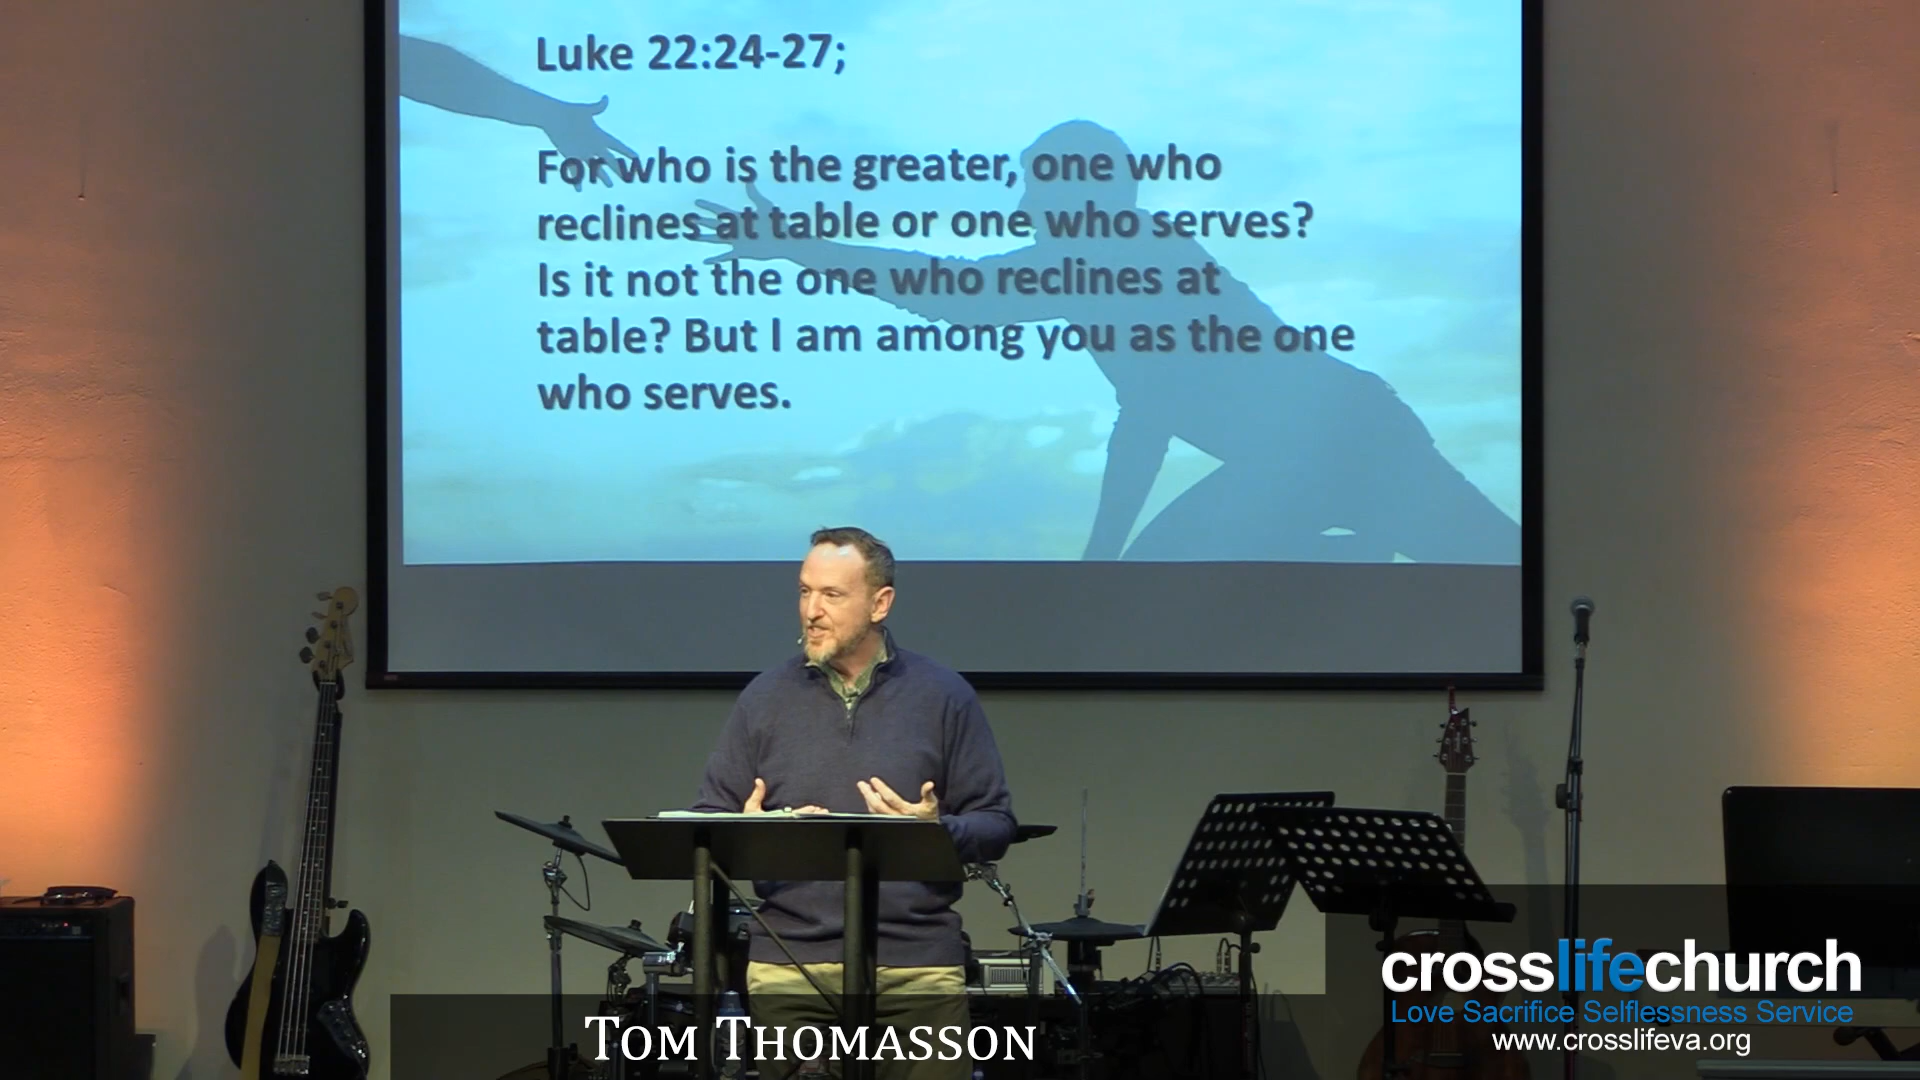 Luke 22:24-27;
For who is the greater, one who
reclines at table or one who serves?
Is it not the one who reclines at
table? But I am among you as the one
who serves.
Tom Thomasson
crosslifechurch
Love Sacrifice Selflessness Service
www.crosslifeva.org